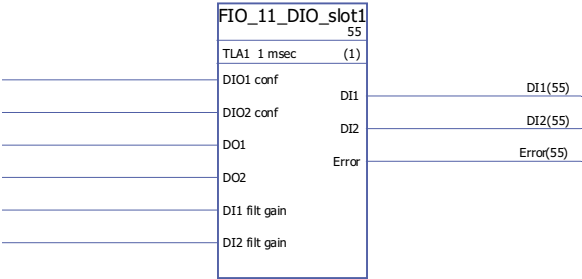 FIO_11_DIO_slot1
55
TLA1 1 msec (1)
DIO1 conf
DI1
DI1(55)
DIO2 conf
DI2
DI2(55)
DO1
Error
Error(55)
DO2
DI1 filt gain
DI2 filt gain